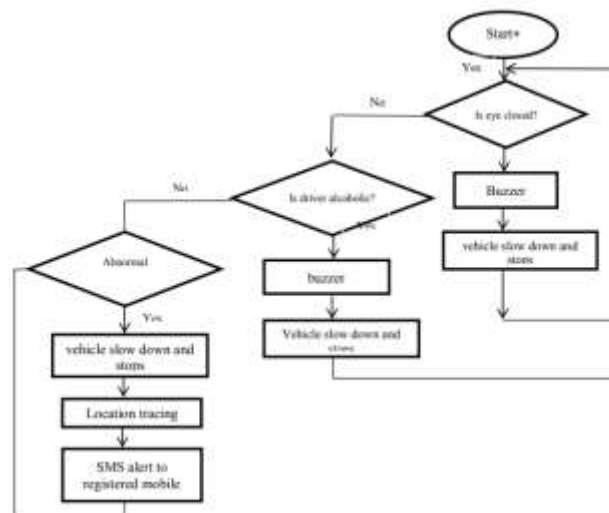 Start
Yes
Is eye closed?
No
Buzzer
vehicle slow down and
stops
Is driver alcoholic?
No
Yes
buzzer
Vehicle slow down and
stops
Abnormal
Yes
vehicle slow down and
stops
Location tracing
SMS alert to
registered mobile